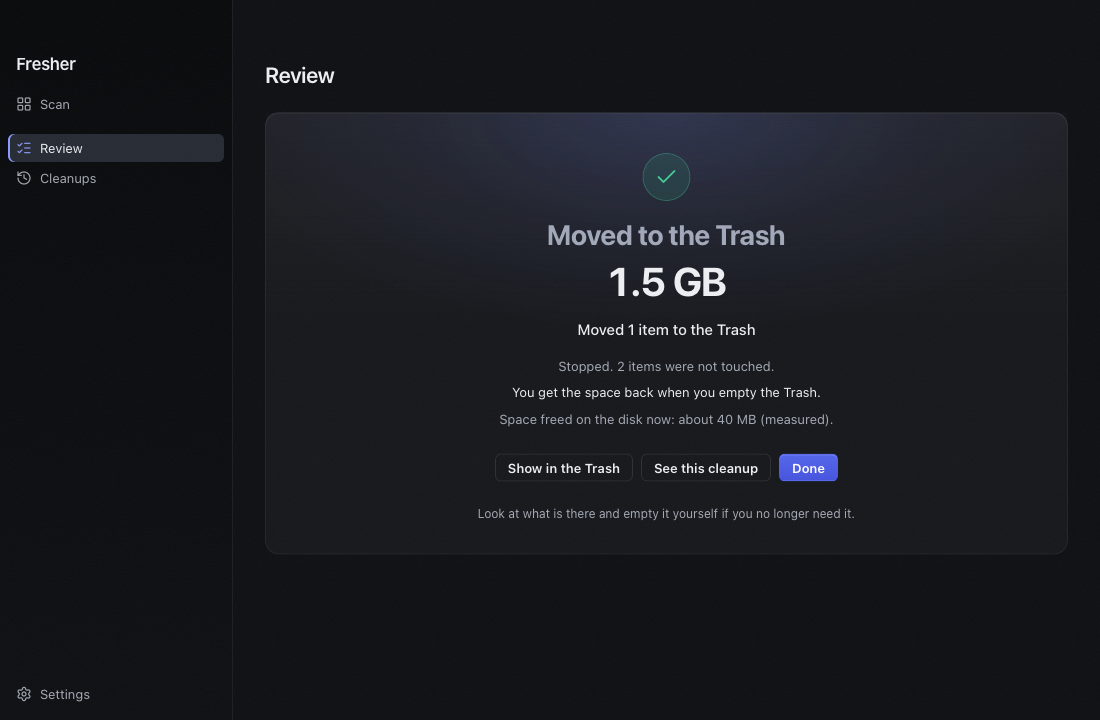 Fresher
Scan
Review
Cleanups
Settings
Review
Moved to the Trash
1.5 GB
Moved 1 item to the Trash
Stopped. 2 items were not touched.
You get the space back when you empty the Trash.
Space freed on the disk now: about 40 MB (measured).
Show in the Trash
See this cleanup
Done
Look at what is there and empty it yourself if you no longer need it.